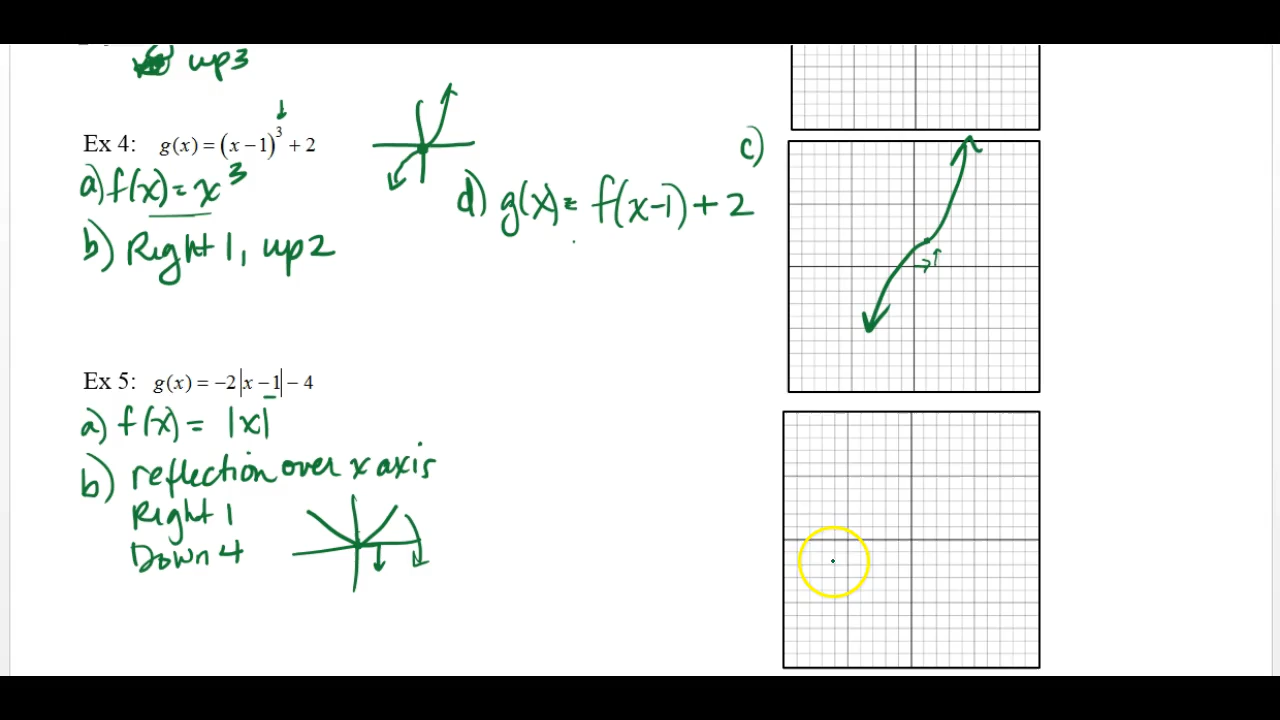 up3
Ex 4: g(x) = (x − 1)³ + 2
a) f(x) = x³
b) Right 1, up 2
c)
d) g(x) = f(x-1) + 2
Ex 5: g(x) = −2|x − 1| − 4
a) f(x) = |x|
b) reflection over x axis
Right 1
Down 4